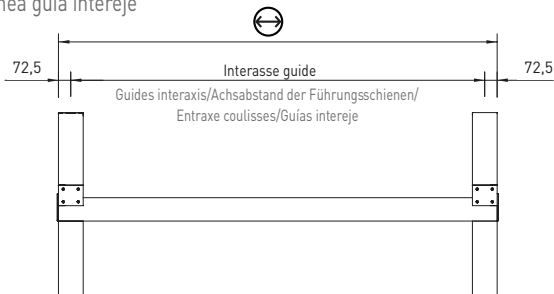 nea guía intereje
72,5
Interasse guide
72,5
Guides interaxis/Achsabstand der Führungsschienen/
Entraxe coulisses/Guías intereje